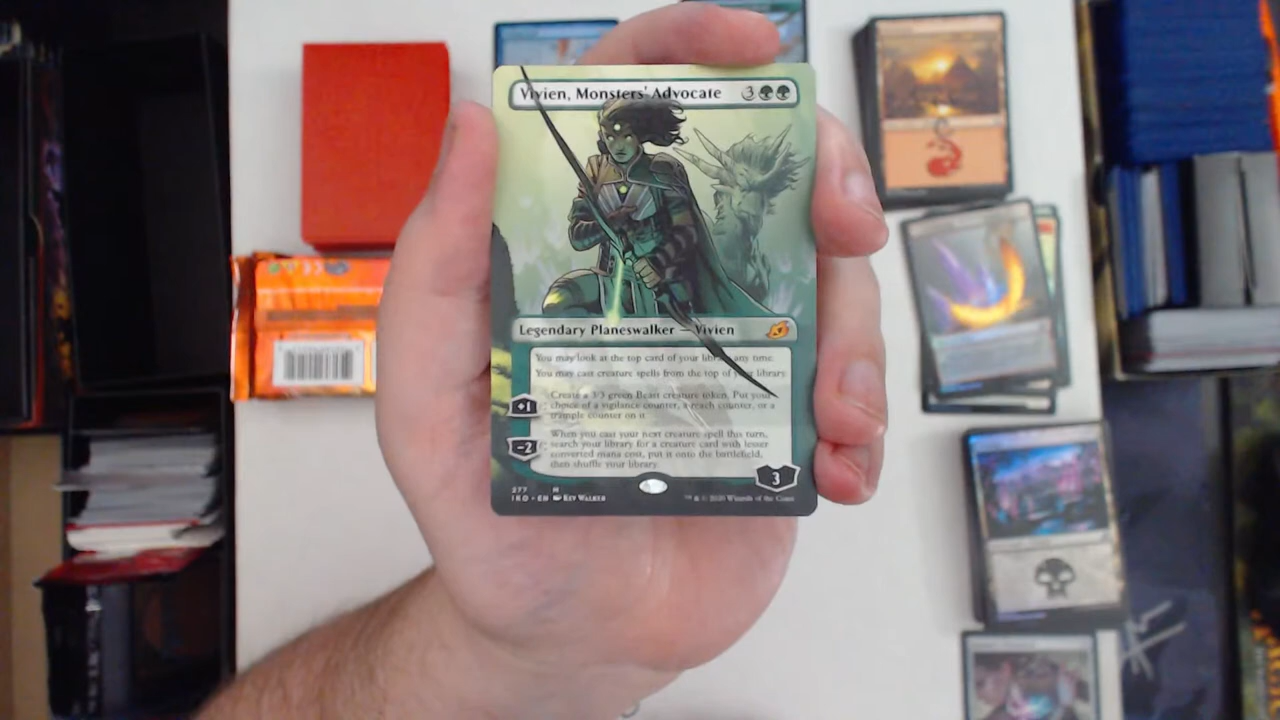 Vivien, Monsters' Advocate 3
Legendary Planeswalker — Vivien
You may look at the top card of your library any time.
You may cast creature spells from the top of your library.
+1: Create a 3/3 green Beast creature token. Put your
choice of a vigilance counter, a reach counter, or a
trample counter on it.
-2: When you cast your next creature spell this turn,
search your library for a creature card with lesser
converted mana cost, put it onto the battlefield,
then shuffle your library.
3
277 M
IKO • EN Kev Walker
™ & © 2020 Wizards of the Coast